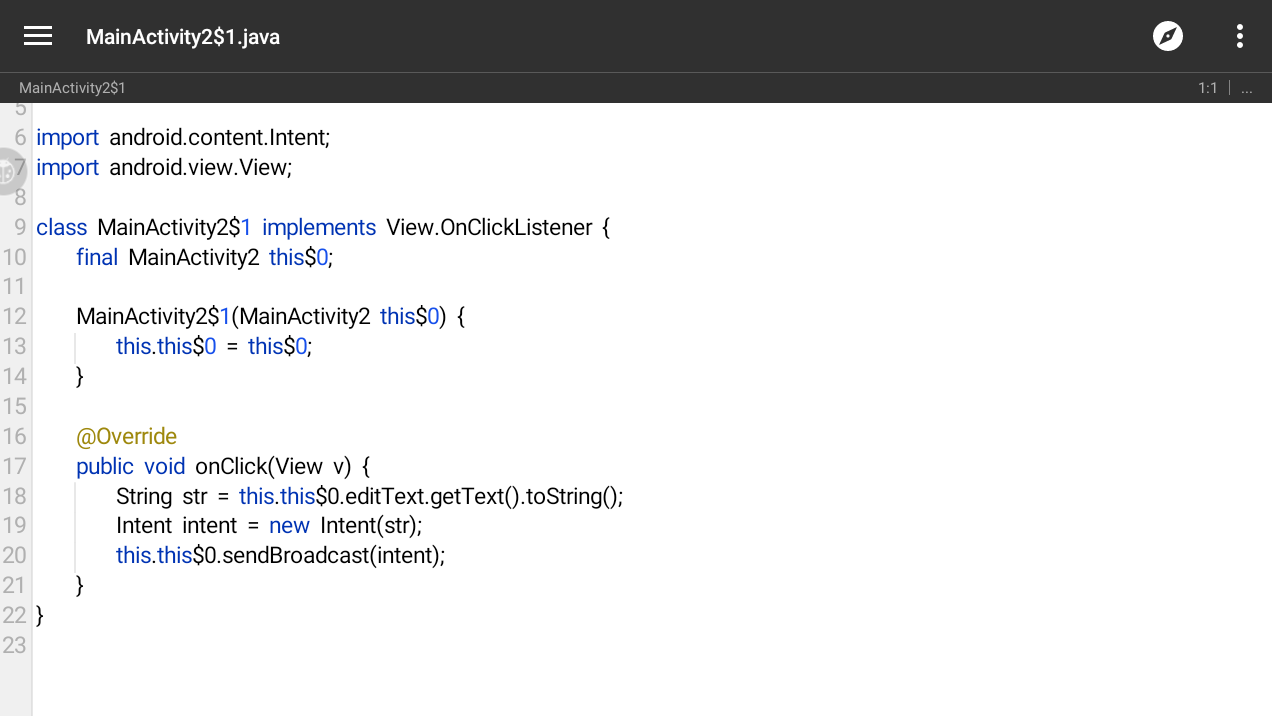 MainActivity2$1.java
MainActivity2$1
1:1
...
5
6 import android.content.Intent;
7 import android.view.View;
8
9 class MainActivity2$1 implements View.OnClickListener {
10 final MainActivity2 this$0;
11
12 MainActivity2$1(MainActivity2 this$0) {
13 this.this$0 = this$0;
14 }
15
16 @Override
17 public void onClick(View v) {
18 String str = this.this$0.editText.getText().toString();
19 Intent intent = new Intent(str);
20 this.this$0.sendBroadcast(intent);
21 }
22 }
23